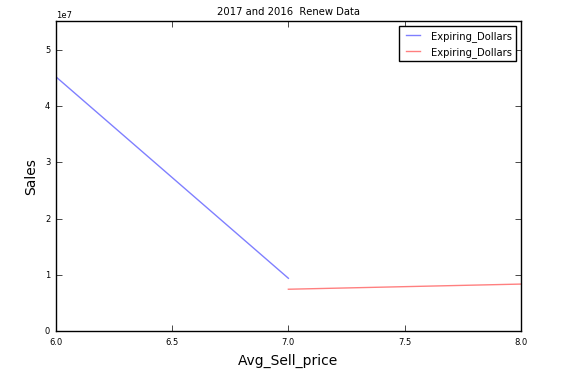 2017 and 2016  Renew Data
1e7
Expiring_Dollars
Expiring_Dollars
5
4
3
2
1
0
Sales
6.0 6.5 7.0 7.5 8.0
Avg_Sell_price